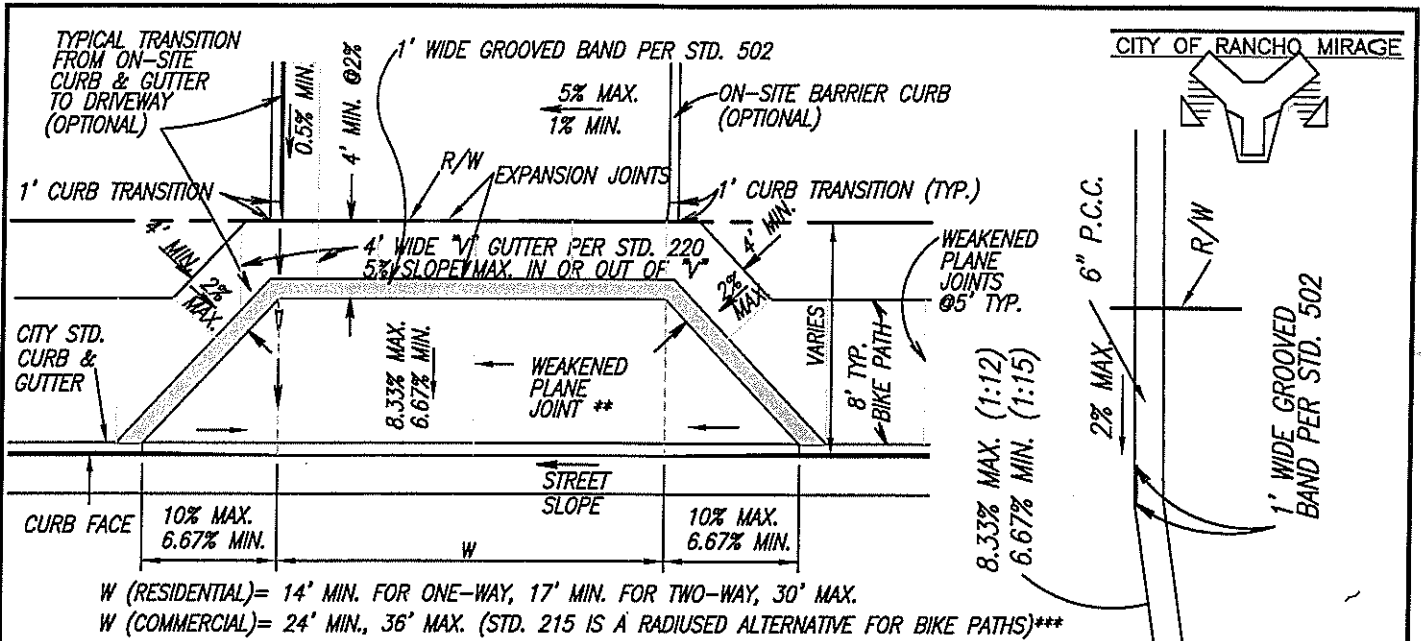 TYPICAL TRANSITION
FROM ON-SITE
CURB & GUTTER
TO DRIVEWAY
(OPTIONAL)
0.5% MIN.
4' MIN. @2%
1' WIDE GROOVED BAND PER STD. 502
5% MAX.
1% MIN.
ON-SITE BARRIER CURB
(OPTIONAL)
CITY OF RANCHO MIRAGE
R/W
EXPANSION JOINTS
1' CURB TRANSITION
1' CURB TRANSITION (TYP.)
4' MIN.
4' MIN.
4' WIDE "V" GUTTER PER STD. 220
5% SLOPE MAX. IN OR OUT OF "V"
2%
MAX.
2%
MAX.
WEAKENED
PLANE
JOINTS
@5' TYP.
VARIES
8' TYP.
BIKE PATH
CITY STD.
CURB &
GUTTER
8.33% MAX.
6.67% MIN.
WEAKENED
PLANE
JOINT **
STREET
SLOPE
CURB FACE
10% MAX.
6.67% MIN.
W
10% MAX.
6.67% MIN.
6" P.C.C.
R/W
2% MAX.
8.33% MAX. (1:12)
6.67% MIN. (1:15)
1' WIDE GROOVED
BAND PER STD. 502
W (RESIDENTIAL)= 14' MIN. FOR ONE-WAY, 17' MIN. FOR TWO-WAY, 30' MAX.
W (COMMERCIAL)= 24' MIN., 36' MAX. (STD. 215 IS A RADIUSED ALTERNATIVE FOR BIKE PATHS)***